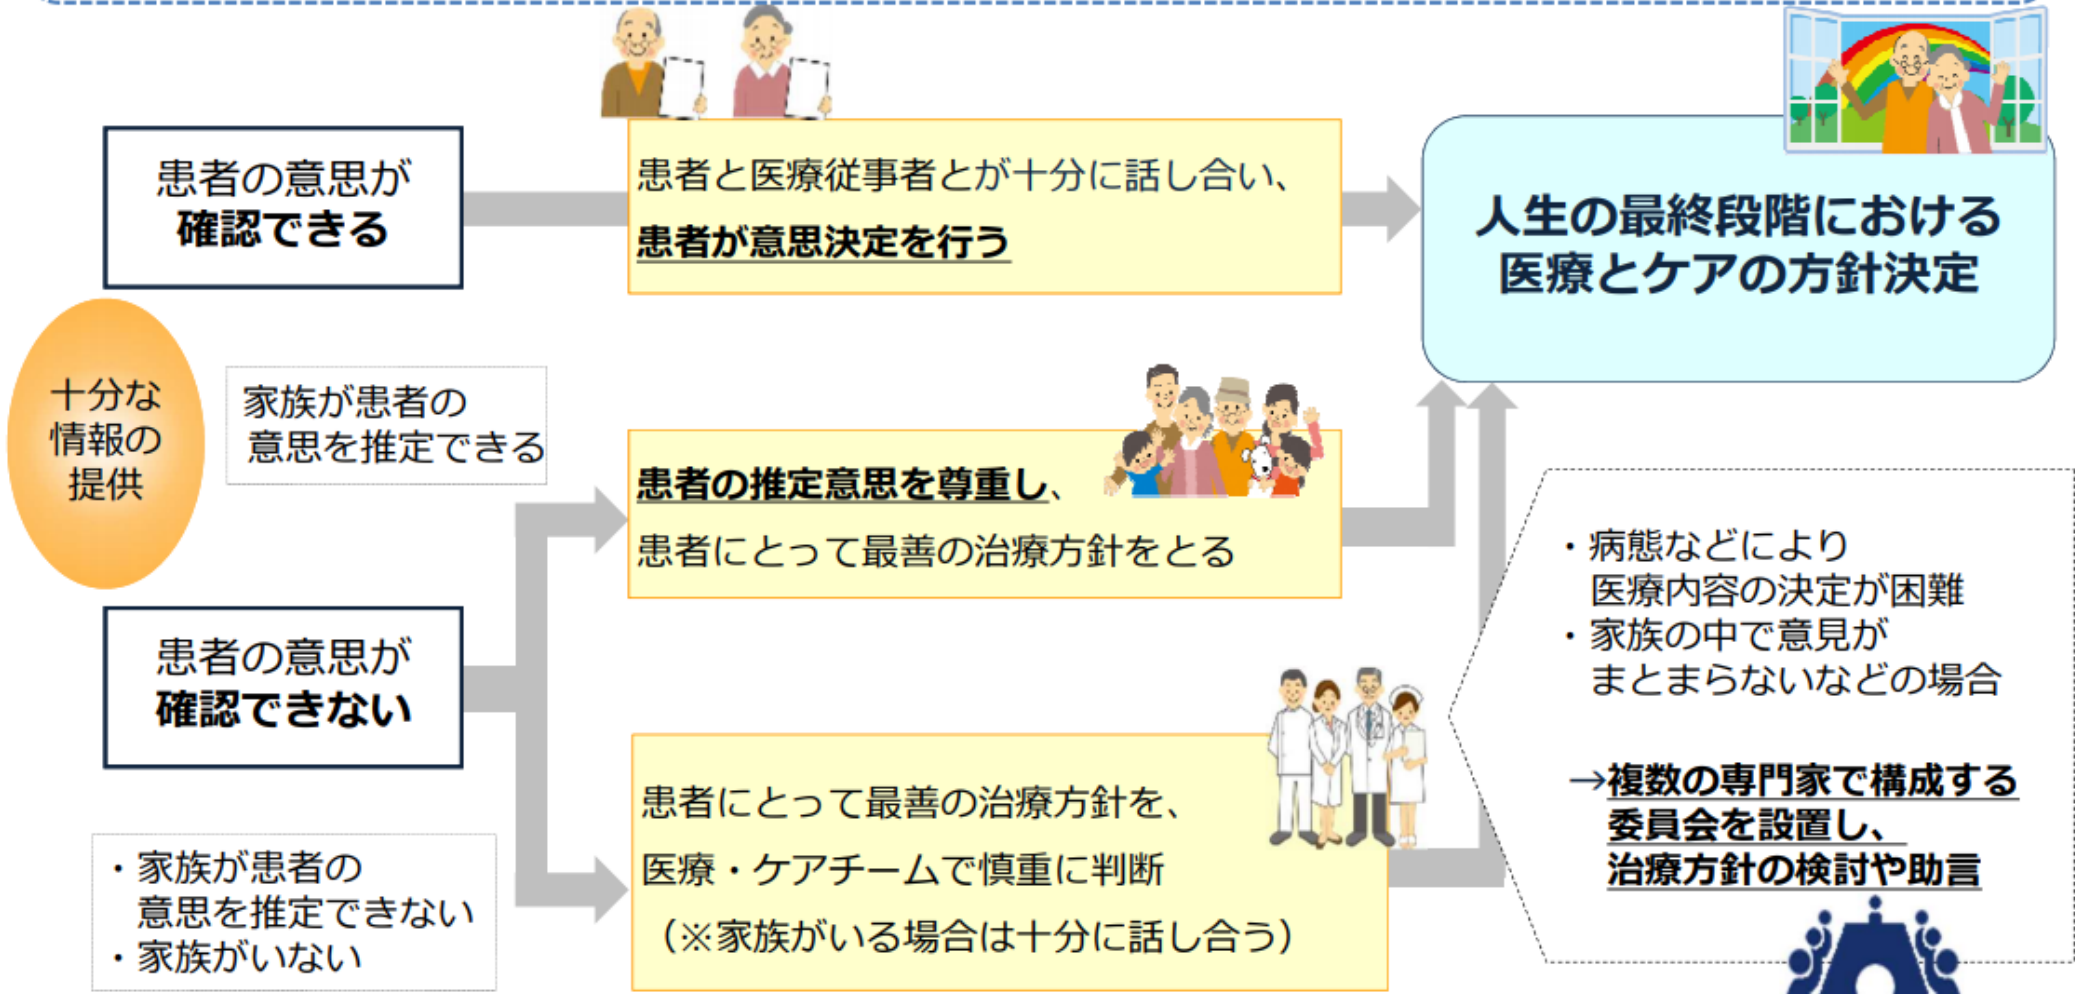 患者の意思が
確認できる
患者と医療従事者とが十分に話し合い、
患者が意思決定を行う
人生の最終段階における
医療とケアの方針決定
十分な
情報の
提供
家族が患者の
意思を推定できる
患者の推定意思を尊重し、
患者にとって最善の治療方針をとる
患者の意思が
確認できない
・家族が患者の
意思を推定できない
・家族がいない
患者にとって最善の治療方針を、
医療・ケアチームで慎重に判断
（※家族がいる場合は十分に話し合う）
・病態などにより
医療内容の決定が困難
・家族の中で意見が
まとまらないなどの場合
→複数の専門家で構成する
委員会を設置し、
治療方針の検討や助言